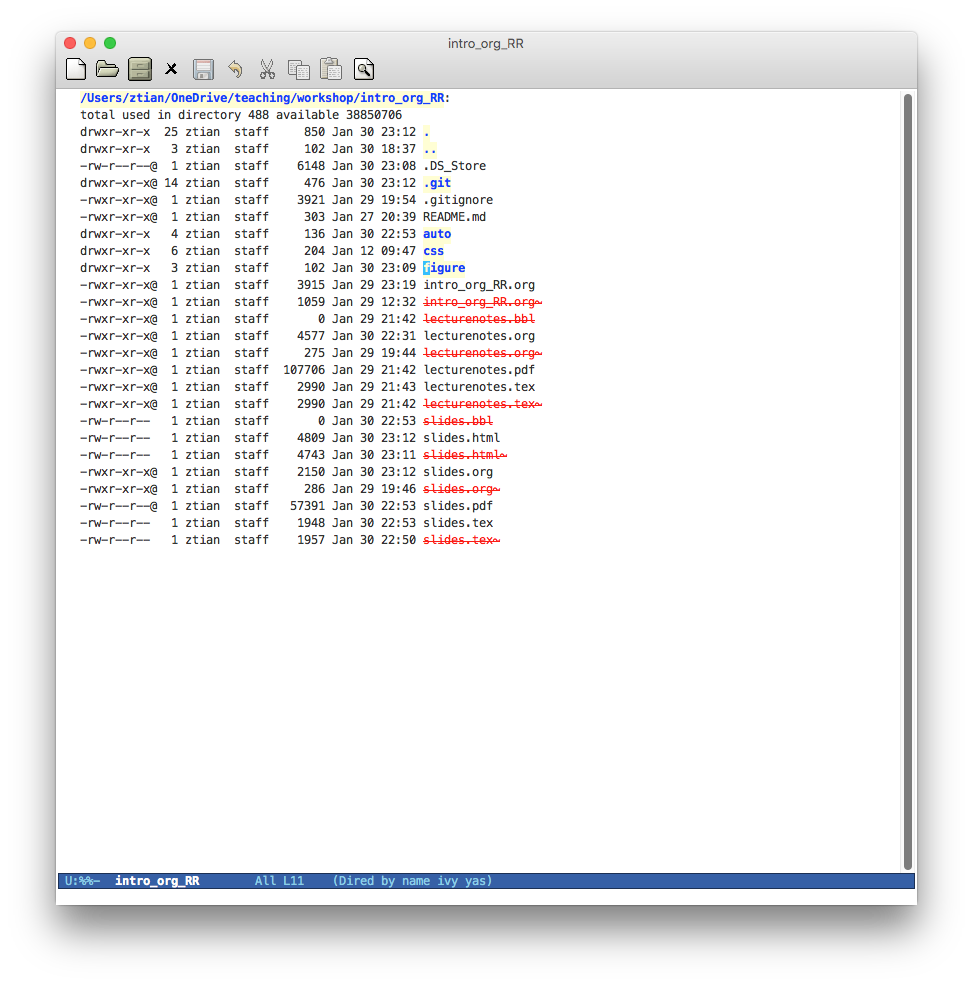 intro_org_RR
/Users/ztian/OneDrive/teaching/workshop/intro_org_RR:
total used in directory 488 available 38850706
drwxr-xr-x  25 ztian  staff     850 Jan 30 23:12 .
drwxr-xr-x   3 ztian  staff     102 Jan 30 18:37 ..
-rw-r--r--@  1 ztian  staff    6148 Jan 30 23:08 .DS_Store
drwxr-xr-x@ 14 ztian  staff     476 Jan 30 23:12 .git
-rwxr-xr-x@  1 ztian  staff    3921 Jan 29 19:54 .gitignore
-rwxr-xr-x@  1 ztian  staff     303 Jan 27 20:39 README.md
drwxr-xr-x   4 ztian  staff     136 Jan 30 22:53 auto
drwxr-xr-x   6 ztian  staff     204 Jan 12 09:47 css
drwxr-xr-x   3 ztian  staff     102 Jan 30 23:09 figure
-rwxr-xr-x@  1 ztian  staff    3915 Jan 29 23:19 intro_org_RR.org
-rwxr-xr-x@  1 ztian  staff    1059 Jan 29 12:32 intro_org_RR.org~
-rwxr-xr-x@  1 ztian  staff       0 Jan 29 21:42 lecturenotes.bbl
-rwxr-xr-x@  1 ztian  staff    4577 Jan 30 22:31 lecturenotes.org
-rwxr-xr-x@  1 ztian  staff     275 Jan 29 19:44 lecturenotes.org~
-rwxr-xr-x@  1 ztian  staff  107706 Jan 29 21:42 lecturenotes.pdf
-rwxr-xr-x@  1 ztian  staff    2990 Jan 29 21:43 lecturenotes.tex
-rwxr-xr-x@  1 ztian  staff    2990 Jan 29 21:42 lecturenotes.tex~
-rw-r--r--   1 ztian  staff       0 Jan 30 22:53 slides.bbl
-rw-r--r--   1 ztian  staff    4809 Jan 30 23:12 slides.html
-rw-r--r--   1 ztian  staff    4743 Jan 30 23:11 slides.html~
-rwxr-xr-x@  1 ztian  staff    2150 Jan 30 23:12 slides.org
-rwxr-xr-x@  1 ztian  staff     286 Jan 29 19:46 slides.org~
-rw-r--r--@  1 ztian  staff   57391 Jan 30 22:53 slides.pdf
-rw-r--r--   1 ztian  staff    1948 Jan 30 22:53 slides.tex
-rw-r--r--   1 ztian  staff    1957 Jan 30 22:50 slides.tex~
U:%%-  intro_org_RR        All L11    (Dired by name ivy yas)